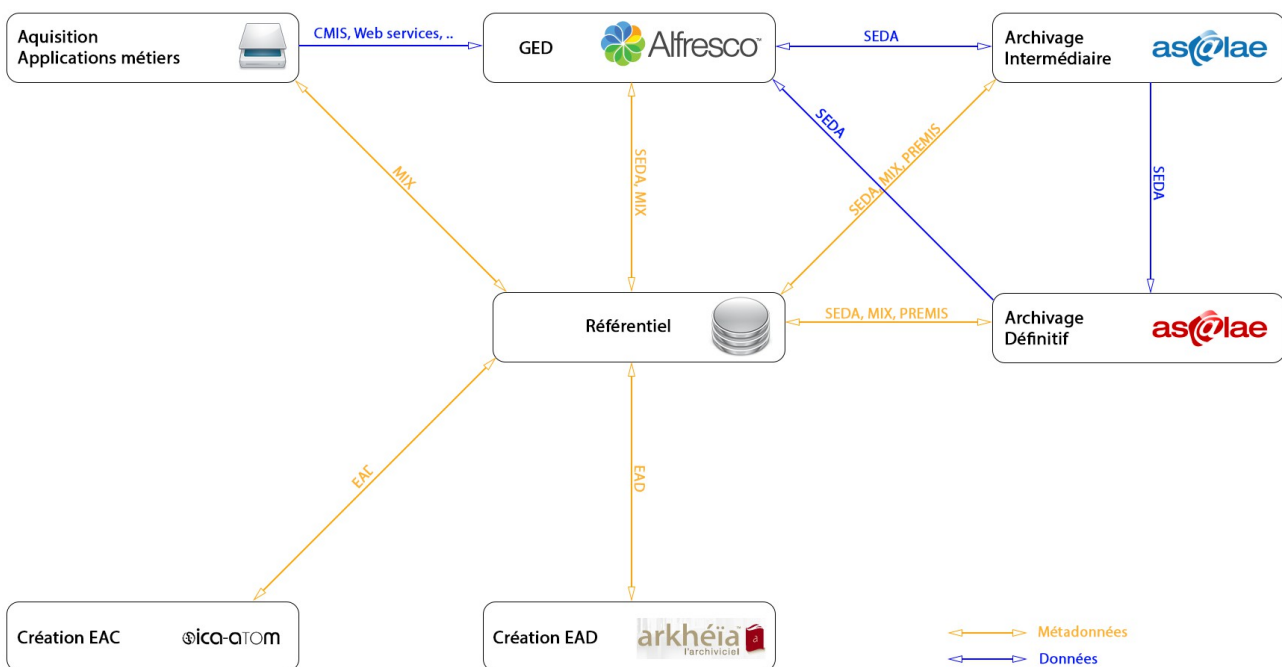 Aquisition
Applications métiers
CMIS, Web services, ..
GED
Alfresco™
SEDA
Archivage
Intermédiaire
as@lae
MIX
SEDA, MIX
SEDA, MIX, PREMIS
SEDA
SEDA
Référentiel
SEDA, MIX, PREMIS
Archivage
Définitif
as@lae
EAC
EAD
Création EAC
ica-atom
Création EAD
arkhéïa
l'archiviciel
a
Métadonnées
Données